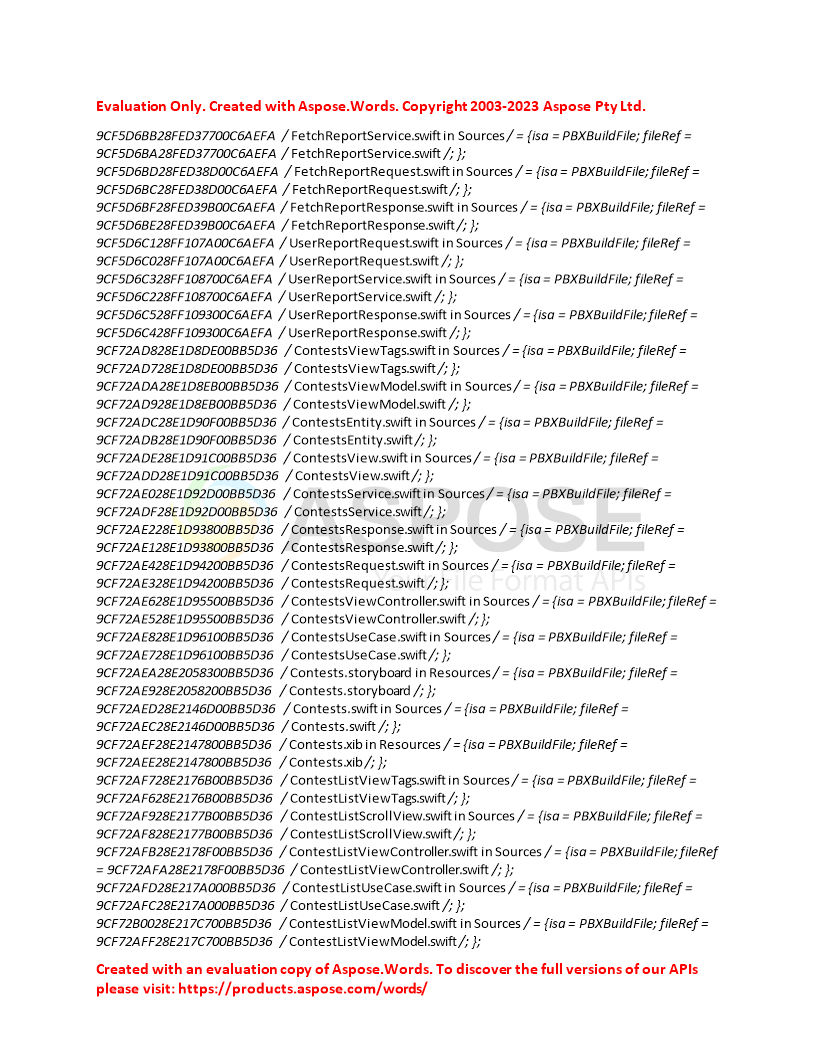 Evaluation Only. Created with Aspose.Words. Copyright 2003-2023 Aspose Pty Ltd.
9CF5D6BB28FED37700C6AEFA / FetchReportService.swift in Sources / = {isa = PBXBuildFile; fileRef =
9CF5D6BA28FED37700C6AEFA / FetchReportService.swift /; };
9CF5D6BD28FED38D00C6AEFA / FetchReportRequest.swift in Sources / = {isa = PBXBuildFile; fileRef =
9CF5D6BC28FED38D00C6AEFA / FetchReportRequest.swift /; };
9CF5D6BF28FED39B00C6AEFA / FetchReportResponse.swift in Sources / = {isa = PBXBuildFile; fileRef =
9CF5D6BE28FED39B00C6AEFA / FetchReportResponse.swift /; };
9CF5D6C128FF107A00C6AEFA / UserReportRequest.swift in Sources / = {isa = PBXBuildFile; fileRef =
9CF5D6C028FF107A00C6AEFA / UserReportRequest.swift /; };
9CF5D6C328FF108700C6AEFA / UserReportService.swift in Sources / = {isa = PBXBuildFile; fileRef =
9CF5D6C228FF108700C6AEFA / UserReportService.swift /; };
9CF5D6C528FF109300C6AEFA / UserReportResponse.swift in Sources / = {isa = PBXBuildFile; fileRef =
9CF5D6C428FF109300C6AEFA / UserReportResponse.swift /; };
9CF72AD828E1D8DE00BB5D36 / ContestsViewTags.swift in Sources / = {isa = PBXBuildFile; fileRef =
9CF72AD728E1D8DE00BB5D36 / ContestsViewTags.swift /; };
9CF72ADA28E1D8EB00BB5D36 / ContestsViewModel.swift in Sources / = {isa = PBXBuildFile; fileRef =
9CF72AD928E1D8EB00BB5D36 / ContestsViewModel.swift /; };
9CF72ADC28E1D90F00BB5D36 / ContestsEntity.swift in Sources / = {isa = PBXBuildFile; fileRef =
9CF72ADB28E1D90F00BB5D36 / ContestsEntity.swift /; };
9CF72ADE28E1D91C00BB5D36 / ContestsView.swift in Sources / = {isa = PBXBuildFile; fileRef =
9CF72ADD28E1D91C00BB5D36 / ContestsView.swift /; };
9CF72AE028E1D92D00BB5D36 / ContestsService.swift in Sources / = {isa = PBXBuildFile; fileRef =
9CF72ADF28E1D92D00BB5D36 / ContestsService.swift /; };
9CF72AE228E1D93800BB5D36 / ContestsResponse.swift in Sources / = {isa = PBXBuildFile; fileRef =
9CF72AE128E1D93800BB5D36 / ContestsResponse.swift /; };
9CF72AE428E1D94200BB5D36 / ContestsRequest.swift in Sources / = {isa = PBXBuildFile; fileRef =
9CF72AE328E1D94200BB5D36 / ContestsRequest.swift /; };
9CF72AE628E1D95500BB5D36 / ContestsViewController.swift in Sources / = {isa = PBXBuildFile; fileRef =
9CF72AE528E1D95500BB5D36 / ContestsViewController.swift /; };
9CF72AE828E1D96100BB5D36 / ContestsUseCase.swift in Sources / = {isa = PBXBuildFile; fileRef =
9CF72AE728E1D96100BB5D36 / ContestsUseCase.swift /; };
9CF72AEA28E2058300BB5D36 / Contests.storyboard in Resources / = {isa = PBXBuildFile; fileRef =
9CF72AE928E2058200BB5D36 / Contests.storyboard /; };
9CF72AED28E2146D00BB5D36 / Contests.swift in Sources / = {isa = PBXBuildFile; fileRef =
9CF72AEC28E2146D00BB5D36 / Contests.swift /; };
9CF72AEF28E2147800BB5D36 / Contests.xib in Resources / = {isa = PBXBuildFile; fileRef =
9CF72AEE28E2147800BB5D36 / Contests.xib /; };
9CF72AF728E2176B00BB5D36 / ContestListViewTags.swift in Sources / = {isa = PBXBuildFile; fileRef =
9CF72AF628E2176B00BB5D36 / ContestListViewTags.swift /; };
9CF72AF928E2177B00BB5D36 / ContestListScrollView.swift in Sources / = {isa = PBXBuildFile; fileRef =
9CF72AF828E2177B00BB5D36 / ContestListScrollView.swift /; };
9CF72AFB28E2178F00BB5D36 / ContestListViewController.swift in Sources / = {isa = PBXBuildFile; fileRef
= 9CF72AFA28E2178F00BB5D36 / ContestListViewController.swift /; };
9CF72AFD28E217A000BB5D36 / ContestListUseCase.swift in Sources / = {isa = PBXBuildFile; fileRef =
9CF72AFC28E217A000BB5D36 / ContestListUseCase.swift /; };
9CF72B0028E217C700BB5D36 / ContestListViewModel.swift in Sources / = {isa = PBXBuildFile; fileRef =
9CF72AFF28E217C700BB5D36 / ContestListViewModel.swift /; };
ASPOSE
Your File Format APIs
Created with an evaluation copy of Aspose.Words. To discover the full versions of our APIs
please visit: https://products.aspose.com/words/